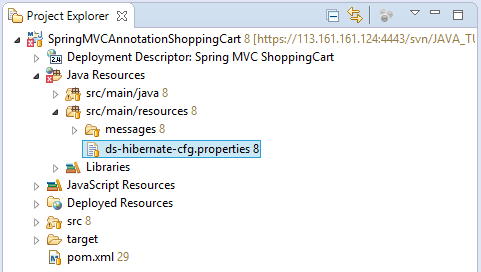 Project Explorer
SpringMVCAnnotationShoppingCart 8 [https://113.161.161.124:4443/svn/JAVA_TU
Deployment Descriptor: Spring MVC ShoppingCart
Java Resources
src/main/java 8
src/main/resources 8
messages 8
ds-hibernate-cfg.properties 8
Libraries
JavaScript Resources
Deployed Resources
src 8
target
pom.xml 29